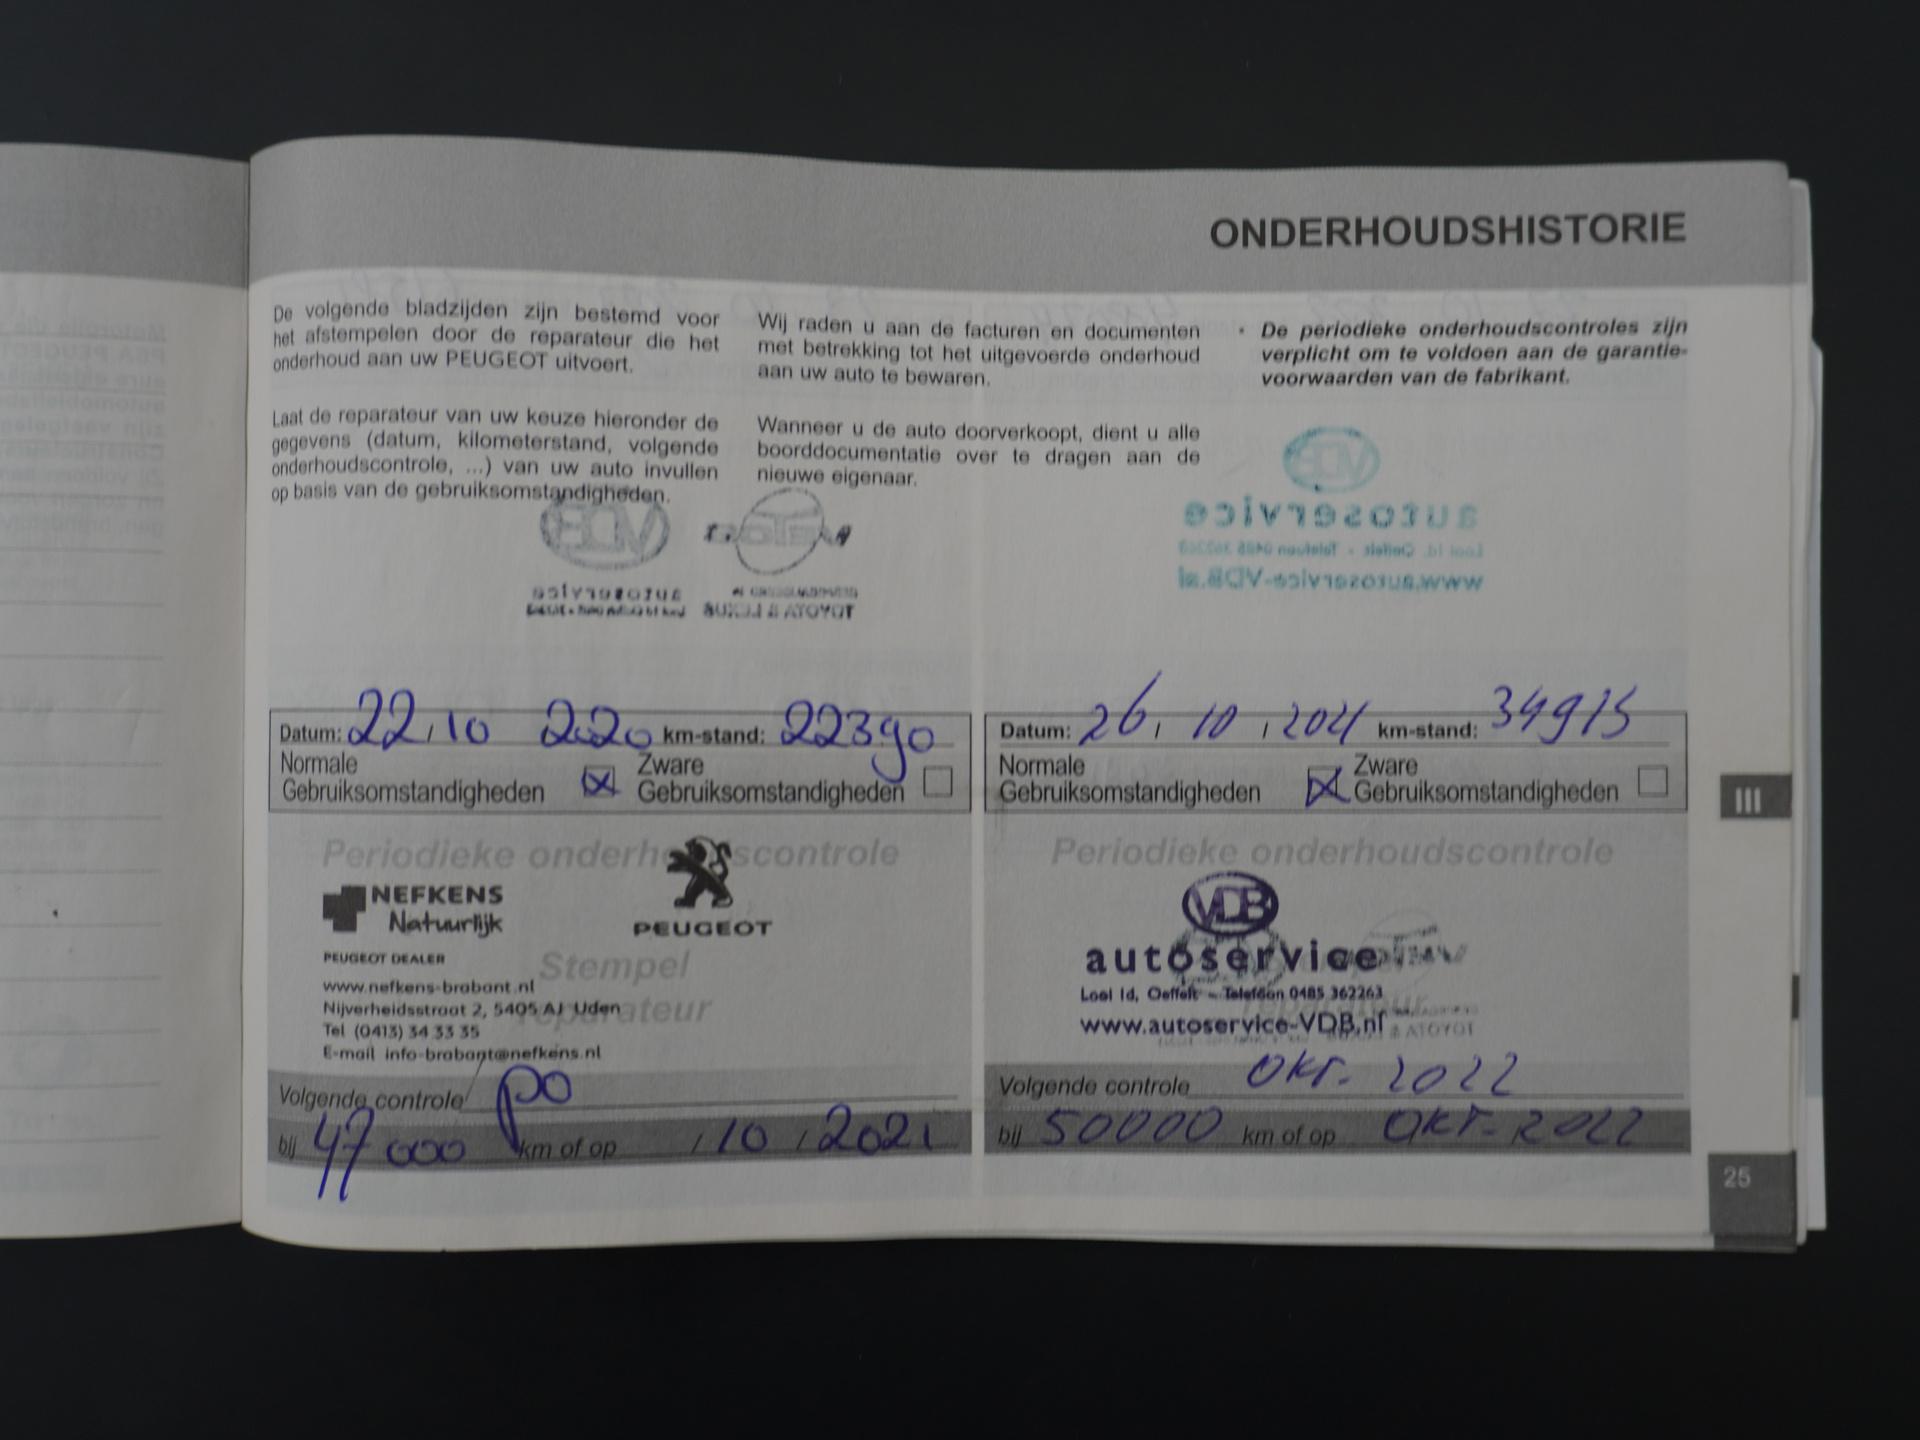 ONDERHOUDSHISTORIE
De volgende bladzijden zijn bestemd voor
het afstempelen door de reparateur die het
onderhoud aan uw PEUGEOT uitvoert.
Laat de reparateur van uw keuze hieronder de
gegevens (datum, kilometerstand, volgende
onderhoudscontrole, ...) van uw auto invullen
op basis van de gebruiksomstandigheden.
Wij raden u aan de facturen en documenten
met betrekking tot het uitgevoerde onderhoud
aan uw auto te bewaren.
Wanneer u de auto doorverkoopt, dient u alle
boorddocumentatie over te dragen aan de
nieuwe eigenaar.
• De periodieke onderhoudscontroles zijn
verplicht om te voldoen aan de garantie-
voorwaarden van de fabrikant.
Datum: 22/10 2020 km-stand: 22390
Normale Zware
Gebruiksomstandigheden Gebruiksomstandigheden
Periodieke onderhoudscontrole
NEFKENS
Natuurlijk
PEUGEOT
PEUGEOT DEALER
Stempel
reparateur
www.nefkens-brabant.nl
Nijverheidsstraat 2, 5405 AJ Uden
Tel (0413) 34 33 35
E-mail info-brabant@nefkens.nl
Volgende controle po
bij 47000 km of op /10/2021
Datum: 26/10/2021 km-stand: 34915
Normale Zware
Gebruiksomstandigheden Gebruiksomstandigheden
Periodieke onderhoudscontrole
VDB
autoservice
Loei 1d, Oeffelt - Telefoon 0485 362263
reparateur
www.autoservice-VDB.nl
Volgende controle OKT- 2022
bij 50000 km of op OKT-2022
III
25